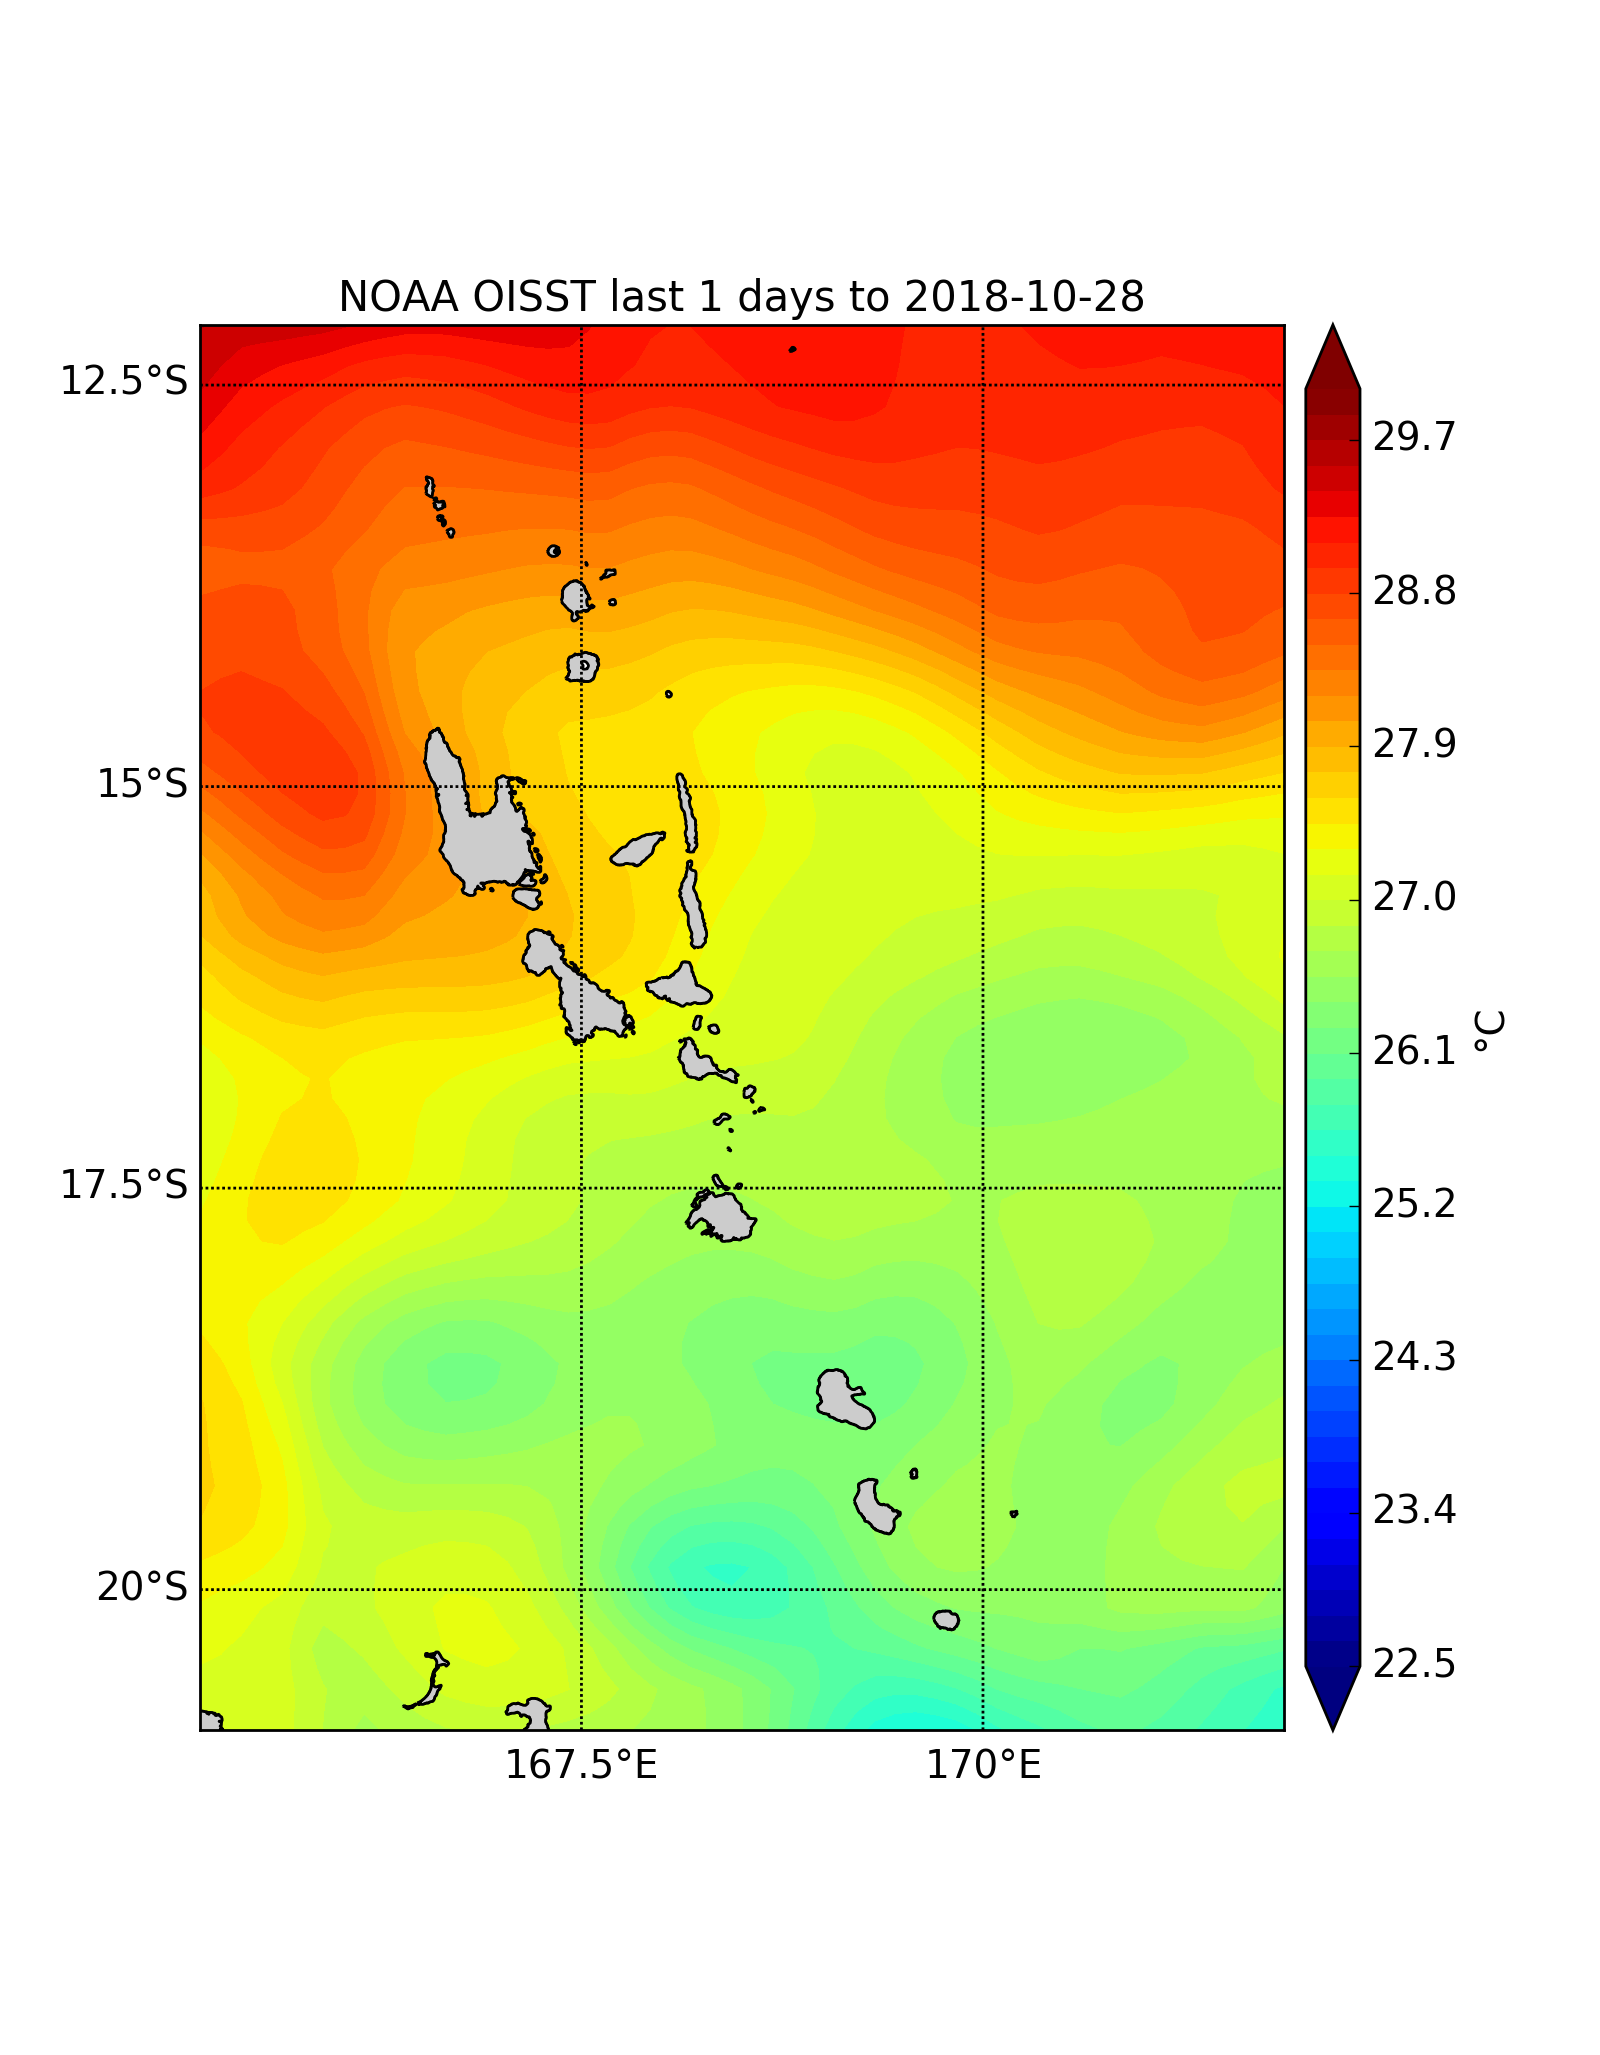 NOAA OISST last 1 days to 2018-10-28
12.5°S
15°S
17.5°S
20°S
167.5°E
170°E
29.7
28.8
27.9
27.0
26.1
25.2
24.3
23.4
22.5
°C